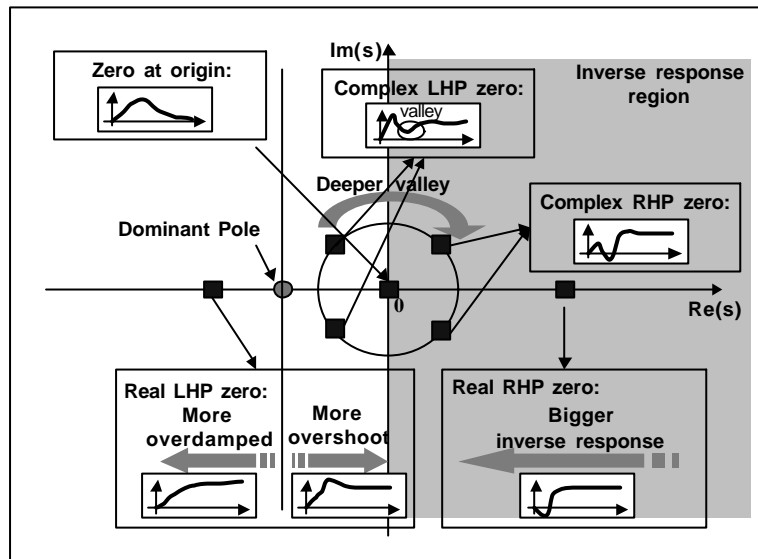 Im(s)
Zero at origin:
Complex LHP zero:
valley
Inverse response
region
Deeper valley
Complex RHP zero:
Dominant Pole
0
Re(s)
Real LHP zero:
More
overdamped
More
overshoot
Real RHP zero:
Bigger
inverse response